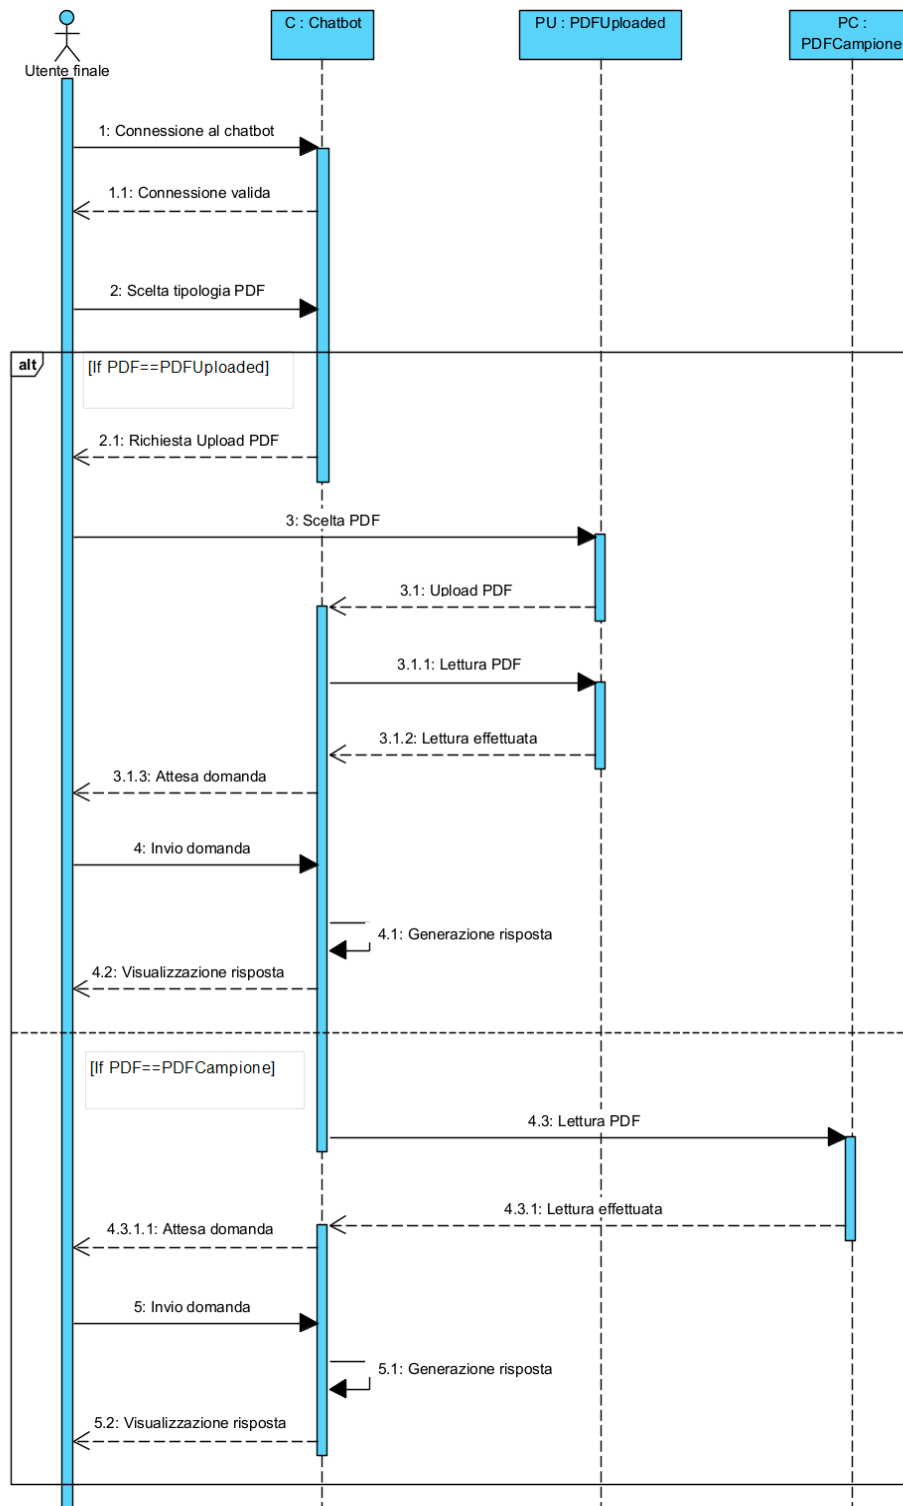 Utente finale
C : Chatbot
PU : PDFUploaded
PC :
PDFCampione
1: Connessione al chatbot
1.1: Connessione valida
2: Scelta tipologia PDF
alt
[If PDF==PDFUploaded]
2.1: Richiesta Upload PDF
3: Scelta PDF
3.1: Upload PDF
3.1.1: Lettura PDF
3.1.2: Lettura effettuata
3.1.3: Attesa domanda
4: Invio domanda
4.1: Generazione risposta
4.2: Visualizzazione risposta
[If PDF==PDFCampione]
4.3: Lettura PDF
4.3.1: Lettura effettuata
4.3.1.1: Attesa domanda
5: Invio domanda
5.1: Generazione risposta
5.2: Visualizzazione risposta